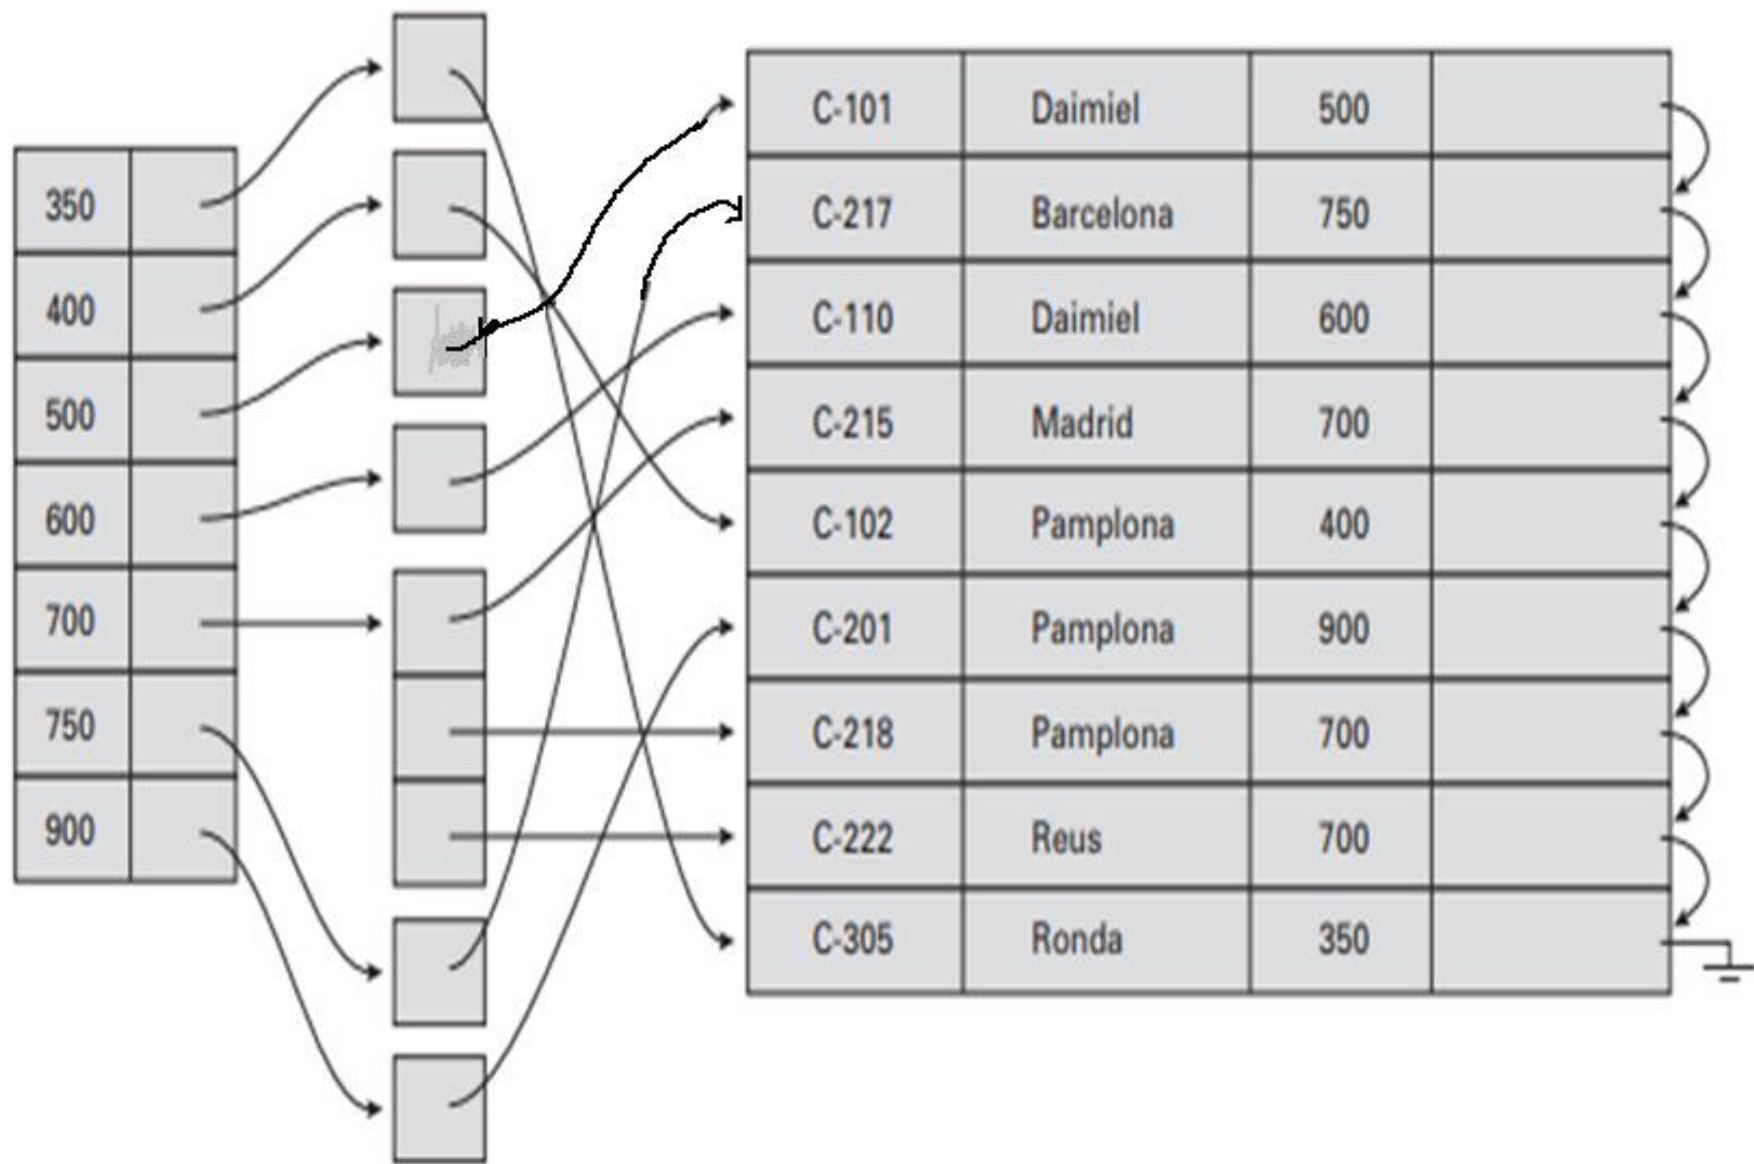 350
400
500
600
700
750
900
C-101 Daimiel 500
C-217 Barcelona 750
C-110 Daimiel 600
C-215 Madrid 700
C-102 Pamplona 400
C-201 Pamplona 900
C-218 Pamplona 700
C-222 Reus 700
C-305 Ronda 350